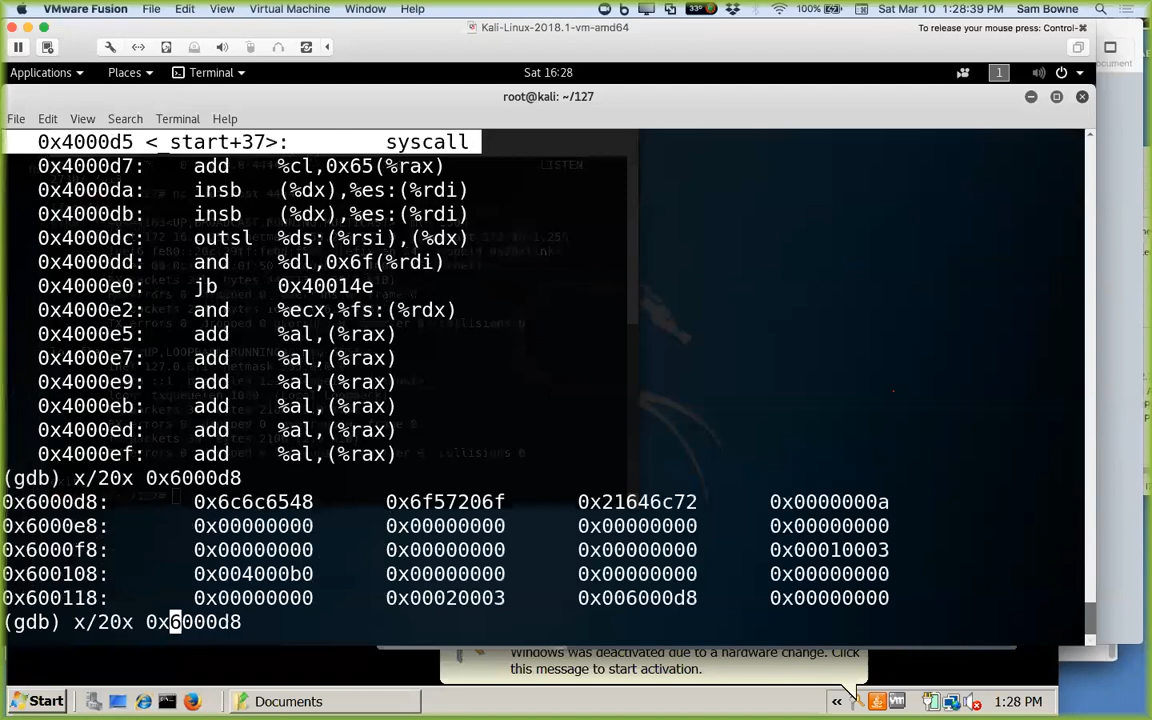 VMware Fusion File Edit View Virtual Machine Window Help 33° 100% Sat Mar 10 1:28:39 PM Sam Bowne
Kali-Linux-2018.1-vm-amd64 To release your mouse press: Control-⌘
Applications Places Terminal Sat 16:28 1
root@kali: ~/127
File Edit View Search Terminal Help
0x4000d5 <_start+37>: syscall
0x4000d7: add %cl,0x65(%rax)
0x4000da: insb (%dx),%es:(%rdi)
0x4000db: insb (%dx),%es:(%rdi)
0x4000dc: outsl %ds:(%rsi),(%dx)
0x4000dd: and %dl,0x6f(%rdi)
0x4000e0: jb 0x40014e
0x4000e2: and %ecx,%fs:(%rdx)
0x4000e5: add %al,(%rax)
0x4000e7: add %al,(%rax)
0x4000e9: add %al,(%rax)
0x4000eb: add %al,(%rax)
0x4000ed: add %al,(%rax)
0x4000ef: add %al,(%rax)
(gdb) x/20x 0x6000d8
0x6000d8: 0x6c6c6548 0x6f57206f 0x21646c72 0x0000000a
0x6000e8: 0x00000000 0x00000000 0x00000000 0x00000000
0x6000f8: 0x00000000 0x00000000 0x00000000 0x00010003
0x600108: 0x004000b0 0x00000000 0x00000000 0x00000000
0x600118: 0x00000000 0x00020003 0x006000d8 0x00000000
(gdb) x/20x 0x6000d8
Windows was deactivated due to a hardware change. Click
this message to start activation.
Start Documents « 1:28 PM